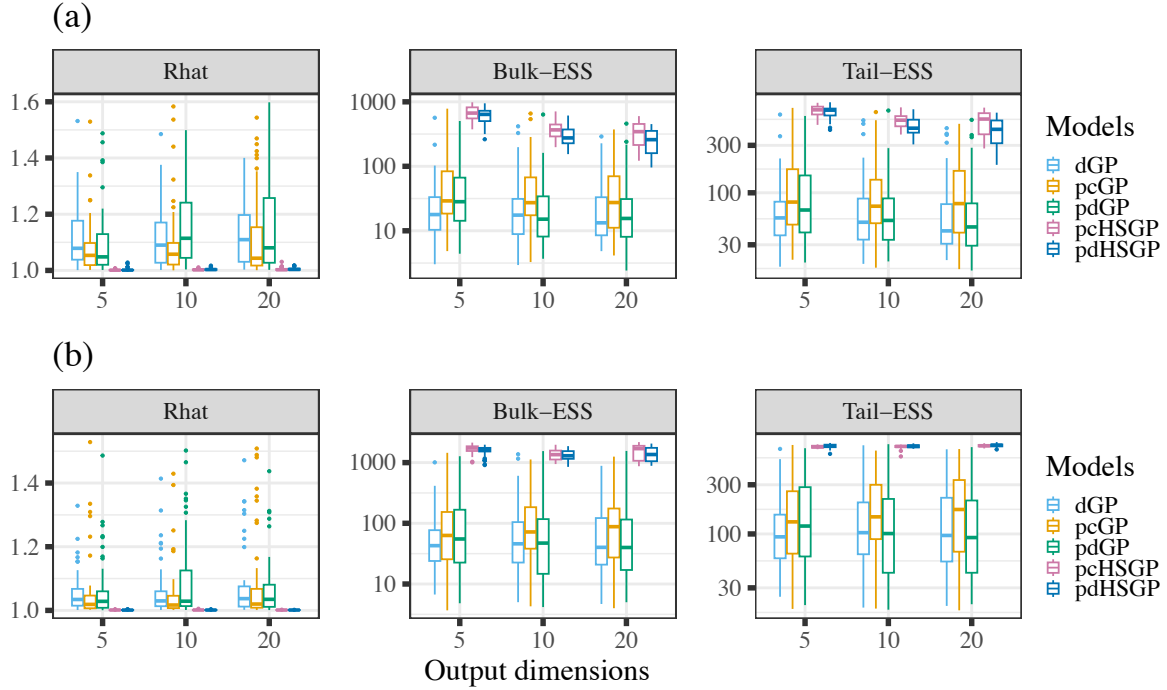 (a)
Rhat
Bulk−ESS
Tail−ESS
1.6
1.4
1.2
1.0
5
10
20
1000
100
10
5
10
20
300
100
30
5
10
20
Models
dGP
pcGP
pdGP
pcHSGP
pdHSGP
(b)
Rhat
Bulk−ESS
Tail−ESS
1.4
1.2
1.0
5
10
20
1000
100
10
5
10
20
300
100
30
5
10
20
Models
dGP
pcGP
pdGP
pcHSGP
pdHSGP
Output dimensions